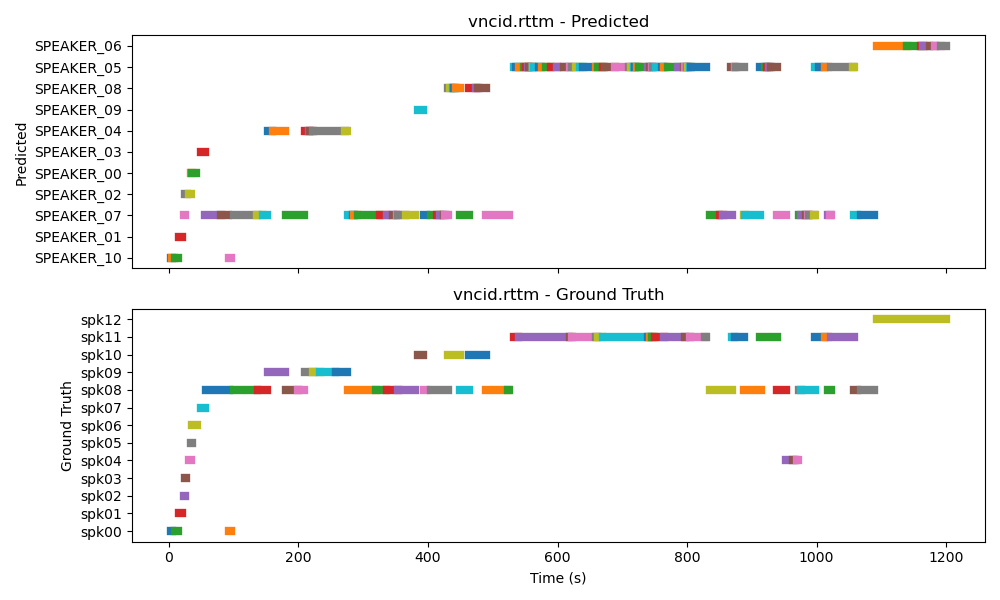 vncid.rttm - Predicted
Predicted
SPEAKER_06
SPEAKER_05
SPEAKER_08
SPEAKER_09
SPEAKER_04
SPEAKER_03
SPEAKER_00
SPEAKER_02
SPEAKER_07
SPEAKER_01
SPEAKER_10
vncid.rttm - Ground Truth
Ground Truth
spk12
spk11
spk10
spk09
spk08
spk07
spk06
spk05
spk04
spk03
spk02
spk01
spk00
0 200 400 600 800 1000 1200
Time (s)